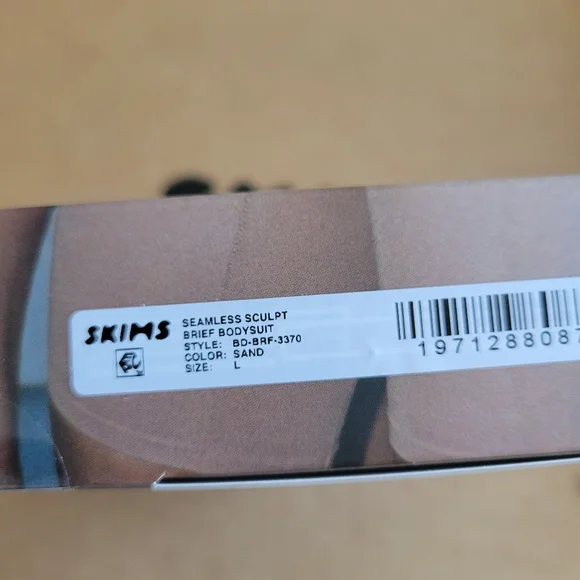 SKIMS
SEAMLESS SCULPT
BRIEF BODYSUIT
STYLE: BD-BRF-3370
COLOR: SAND
SIZE: L
1971288087